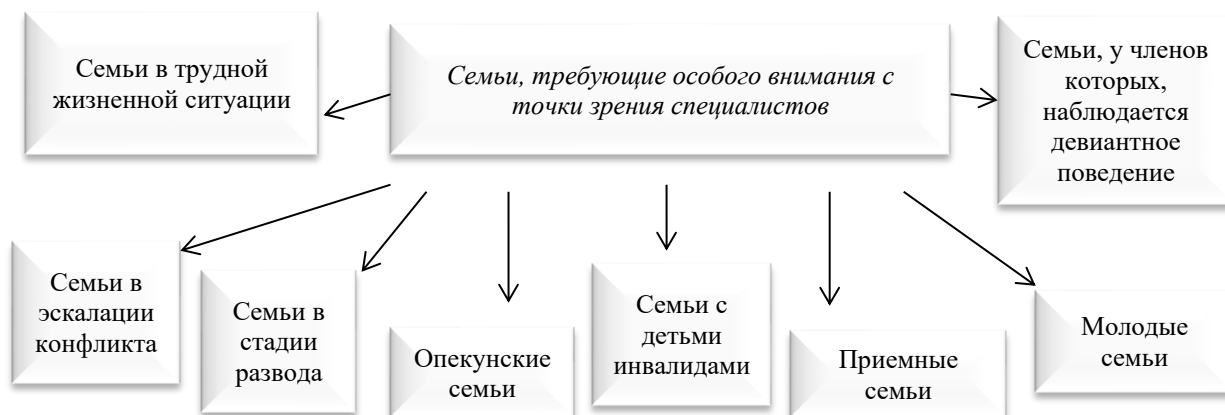 Семьи в трудной
жизненной ситуации
Семьи, требующие особого внимания с
точки зрения специалистов
Семьи, у членов
которых,
наблюдается
девиантное
поведение
Семьи в
эскалации
конфликта
Семьи в
стадии
развода
Опекунские
семьи
Семьи с
детьми
инвалидами
Приемные
семьи
Молодые
семьи